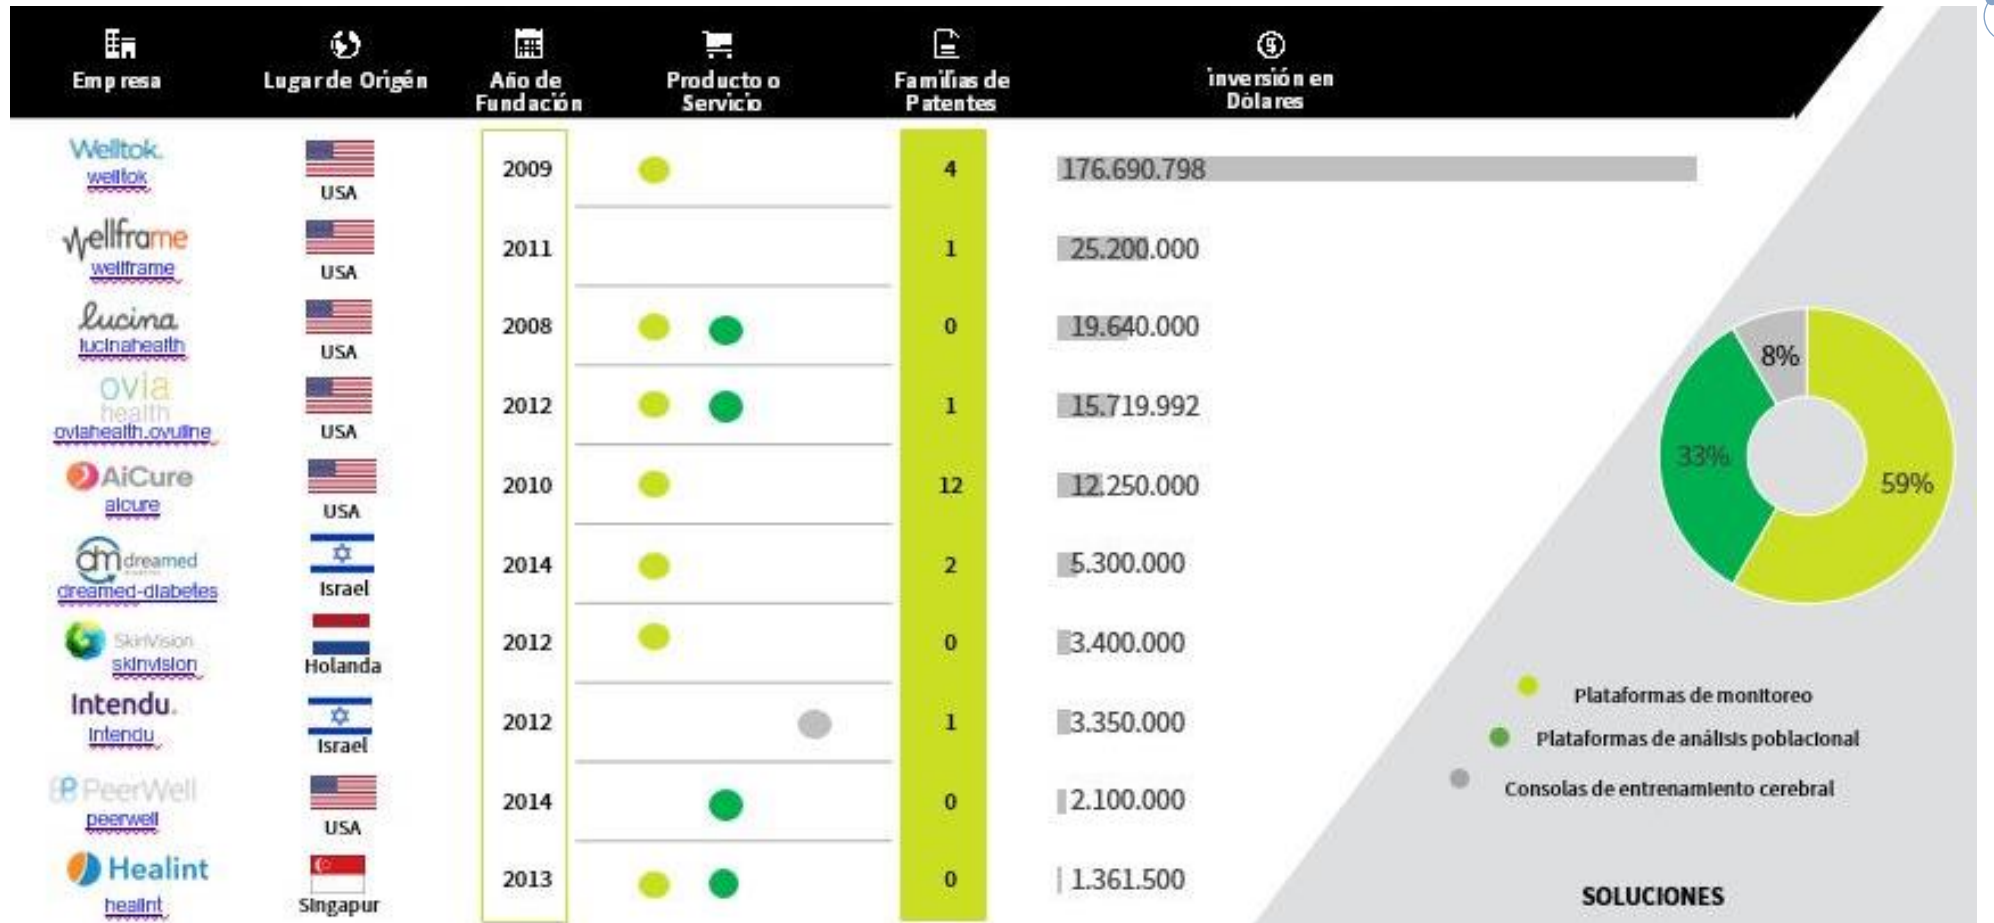 Empresa
Lugar de Origén
Año de
Fundación
Producto o
Servicio
Familias de
Patentes
inversión en
Dólares
Welltok.
welltok
USA
2009
4
176.690.798
wellframe
wellframe
USA
2011
1
25.200.000
lucina
lucinahealth
USA
2008
0
19.640.000
ovia
health
oviahealth.ovuline
USA
2012
1
15.719.992
AiCure
aicure
USA
2010
12
12.250.000
dm dreamed
dreamed-diabetes
Israel
2014
2
5.300.000
SkinVision
skinvision
Holanda
2012
0
3.400.000
Intendu.
Intendu
Israel
2012
1
3.350.000
PeerWell
peerwell
USA
2014
0
2.100.000
Healint
healint
Singapur
2013
0
1.361.500
8%
33%
59%
Plataformas de monitoreo
Plataformas de análisis poblacional
Consolas de entrenamiento cerebral
SOLUCIONES